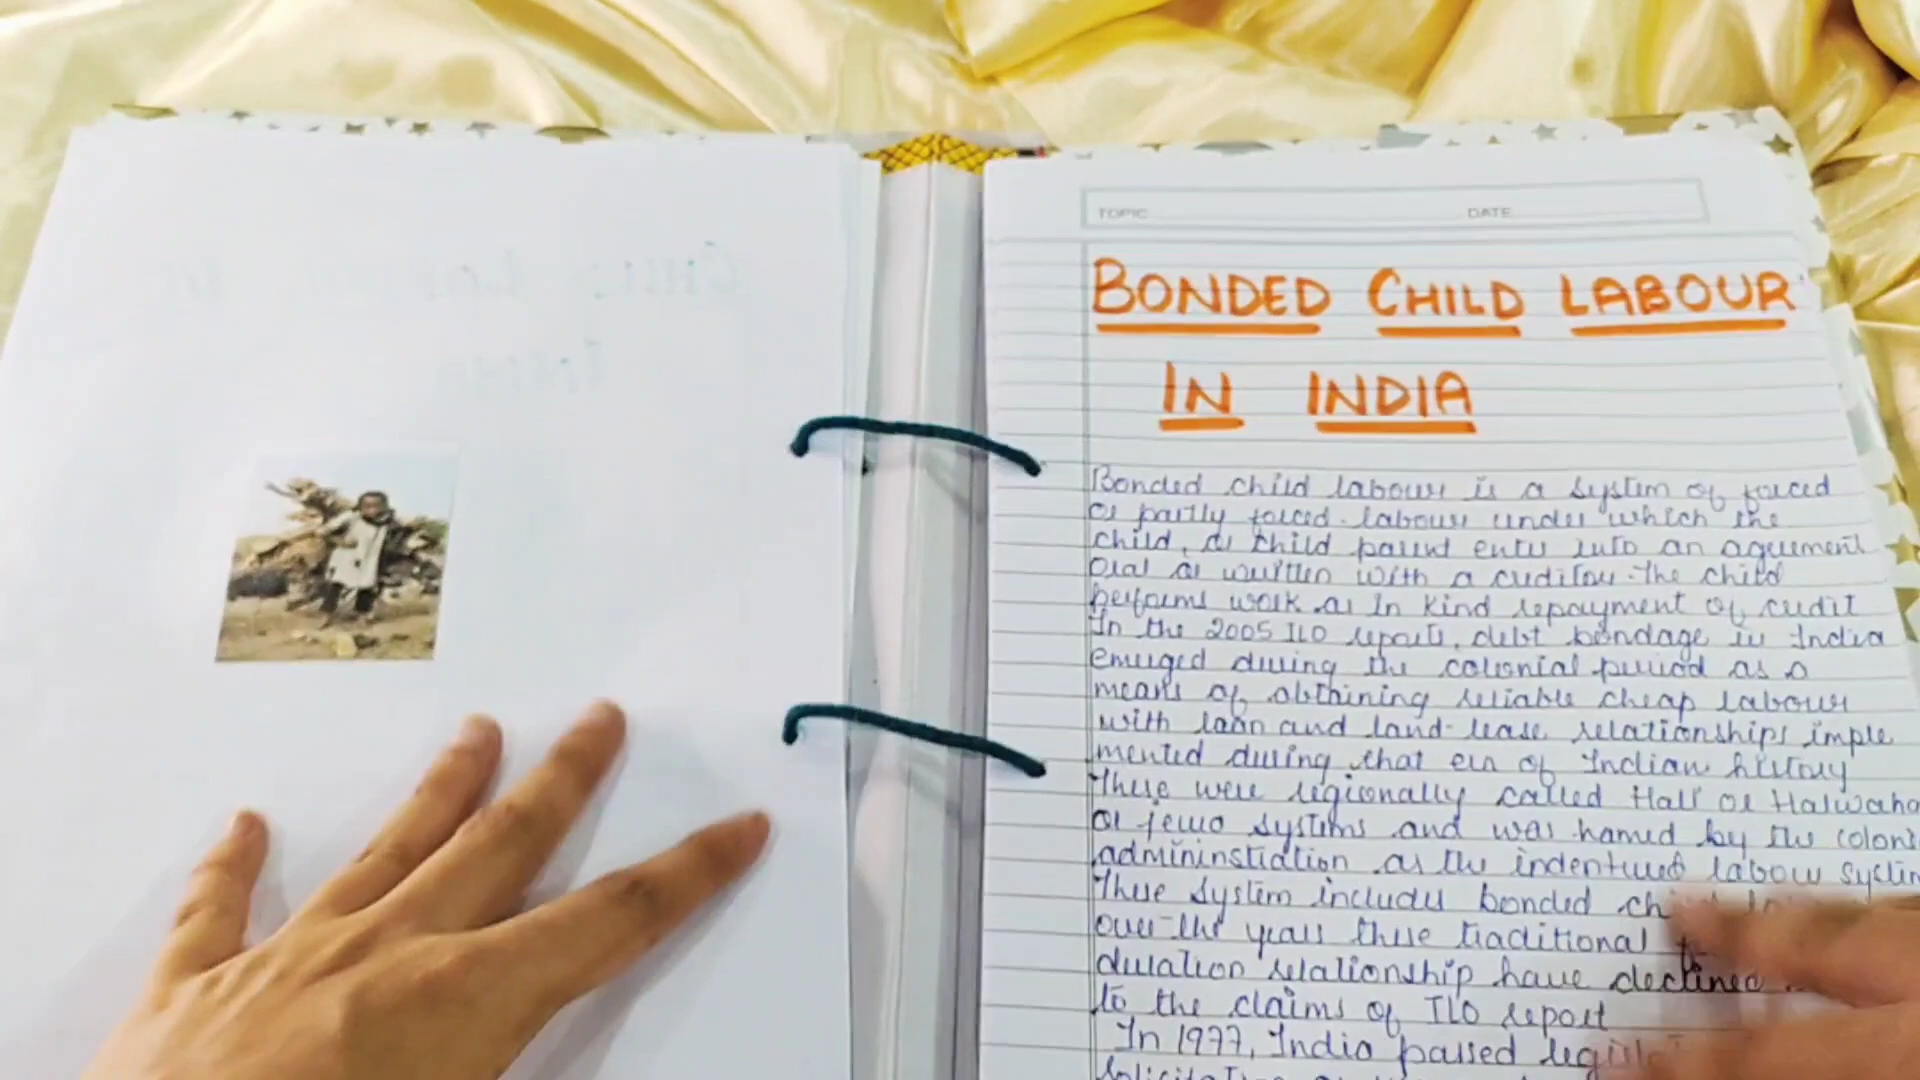 TOPIC
DATE
BONDED CHILD LABOUR
IN INDIA
Bonded child labour is a system of forced
or partly forced labour under which the
child, or child parent enter into an agreement
oral or written with a creditor. The child
performs work as in kind repayment of credit
In the 2005 ILO reports, debt bondage in India
emerged during the colonial period as a
means of obtaining reliable cheap labour
with loan and land-lease relationships imple
mented during that era of Indian history
These were regionally called Hali or Halwaha
or jeura systems and was named by the coloni
admininstration as the indentured labour system
These system includes bonded child
over the years these traditional
duration relationship have declined
to the claims of ILO report
In 1977, India passed